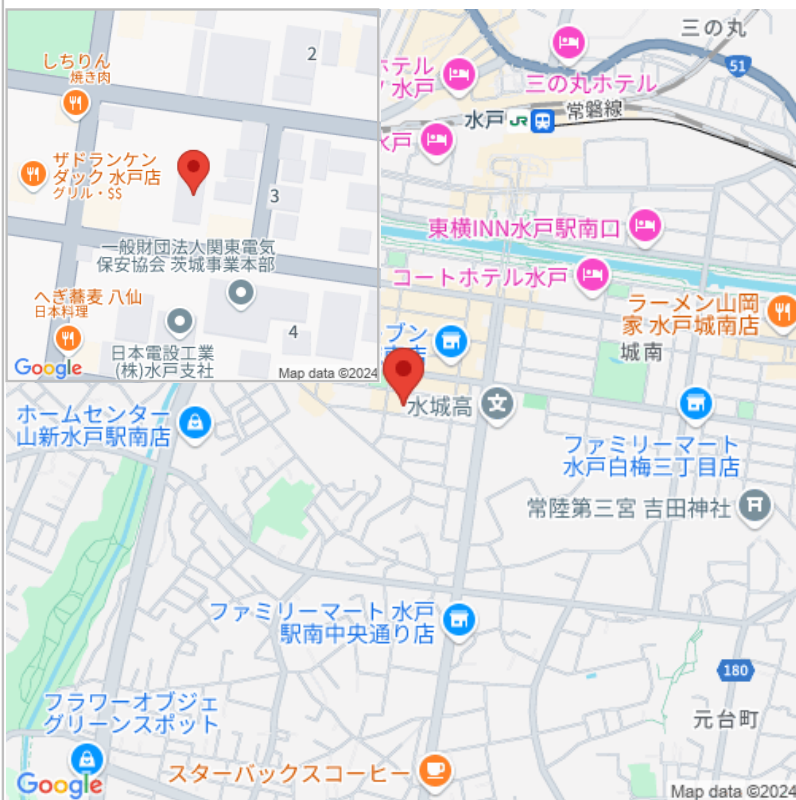 2
しちりん
焼き肉
ザドランケン
ダック 水戸店
グリル・$$
3
一般財団法人関東電気
保安協会 茨城事業本部
へぎ蕎麦 八仙
日本料理
4
日本電設工業
(株)水戸支社
Google
Map data ©2024
三の丸
51
ホテル
水戸
三の丸ホテル
水戸 JR
常磐線
水戸
東横INN水戸駅南口
コートホテル水戸
ラーメン山岡
家 水戸城南店
ブン
城南
水城高
文
ホームセンター
山新水戸駅南店
ファミリーマート
水戸白梅三丁目店
常陸第三宮 吉田神社
ファミリーマート 水戸
駅南中央通り店
180
元台町
フラワーオブジェ
グリーンスポット
スターバックスコーヒー
Google
Map data ©2024